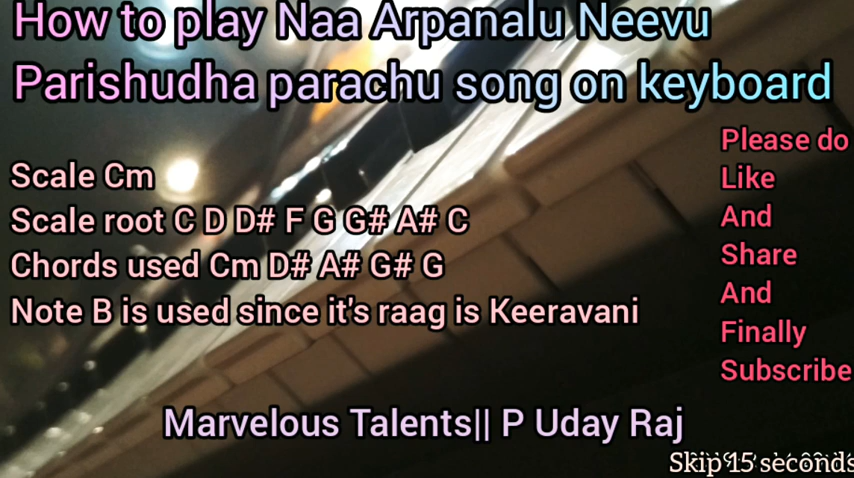 How to play Naa Arpanalu Neevu
Parishudha parachu song on keyboard
Scale Cm
Scale root C D D# F G G# A# C
Chords used Cm D# A# G# G
Note B is used since it's raag is Keeravani
Please do
Like
And
Share
And
Finally
Subscribe
Marvelous Talents|| P Uday Raj
Skip 15 seconds